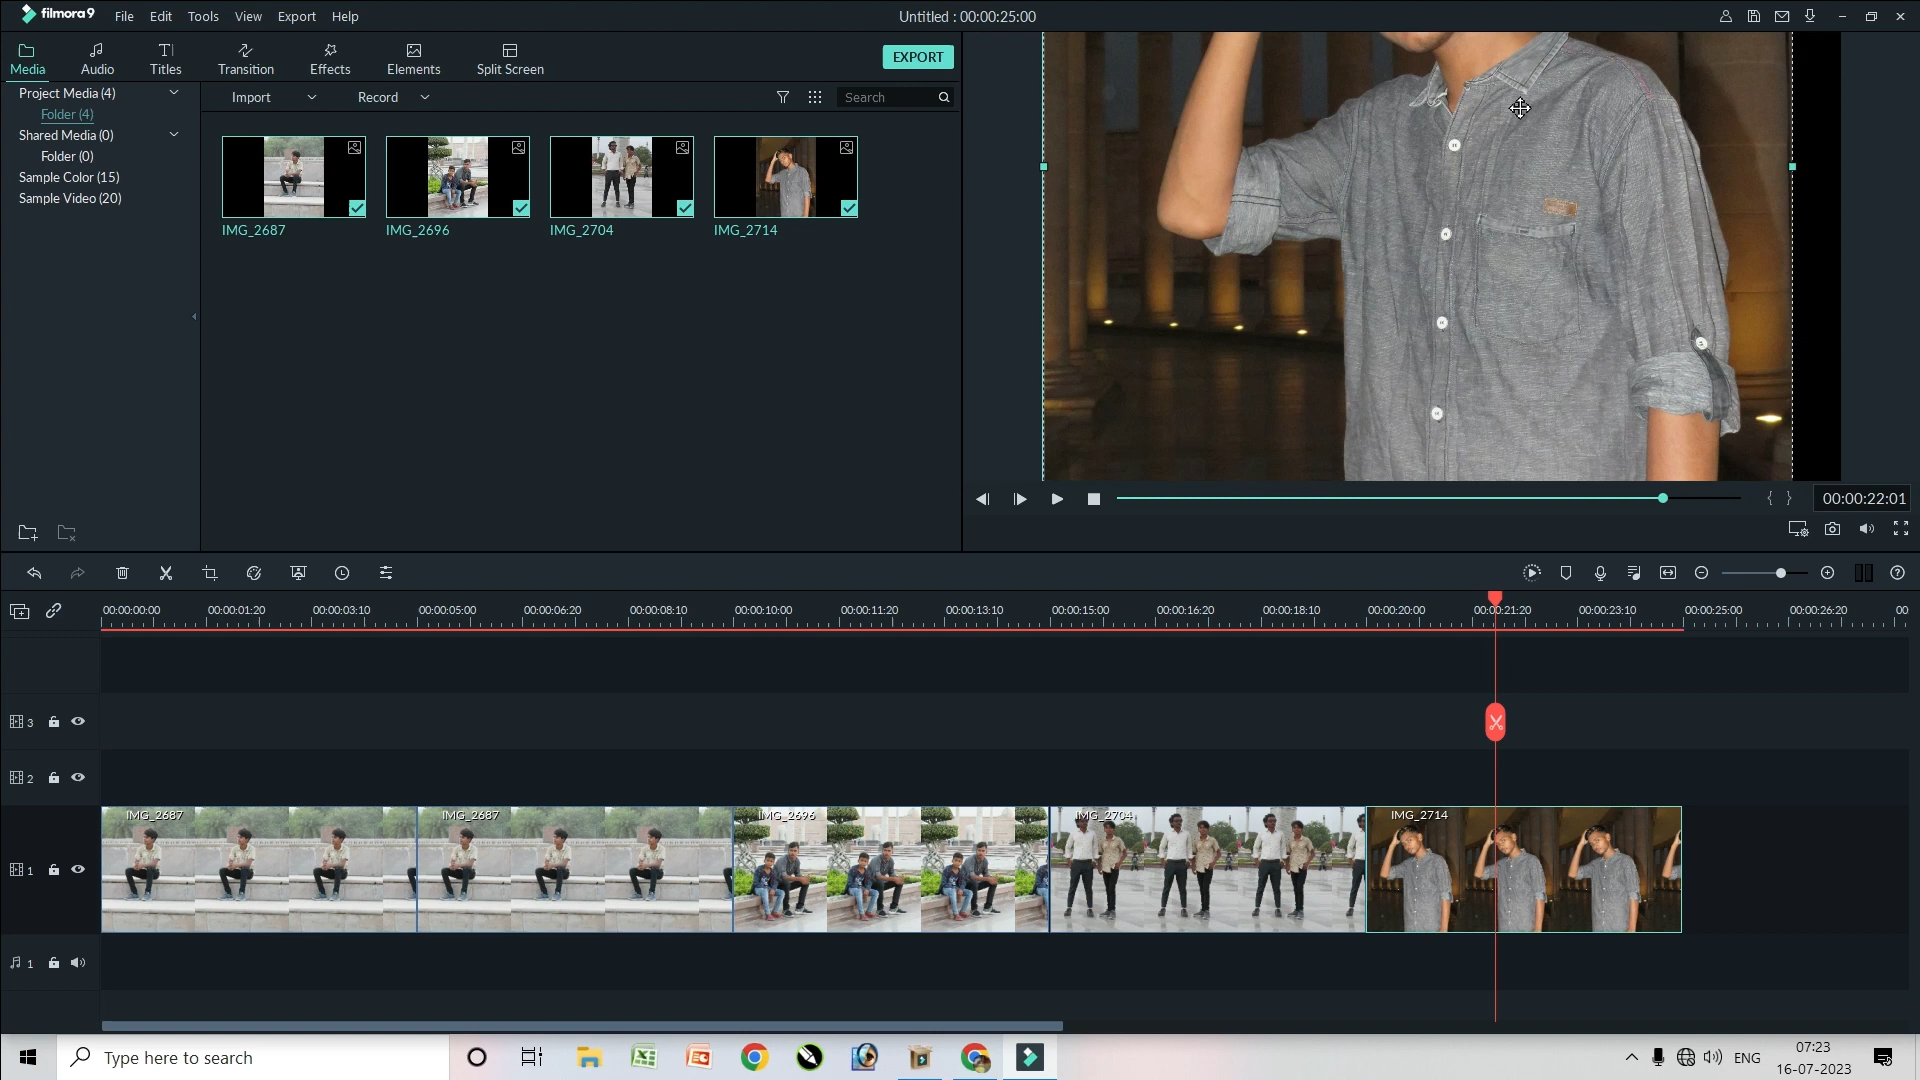 filmora9 File Edit Tools View Export Help Untitled : 00:00:25:00
Media Audio Titles Transition Effects Elements Split Screen EXPORT
Project Media (4) Import Record Search
Folder (4)
Shared Media (0)
Folder (0)
Sample Color (15)
Sample Video (20)
IMG_2687 IMG_2696 IMG_2704 IMG_2714
{ } 00:00:22:01
00:00:00:00 00:00:01:20 00:00:03:10 00:00:05:00 00:00:06:20 00:00:08:10 00:00:10:00 00:00:11:20 00:00:13:10 00:00:15:00 00:00:16:20 00:00:18:10 00:00:20:00 00:00:21:20 00:00:23:10 00:00:25:00 00:00:26:20 00
3
2
IMG_2687 IMG_2687 IMG_2696 IMG_2704 IMG_2714
1
1
Type here to search ENG 07:23
16-07-2023